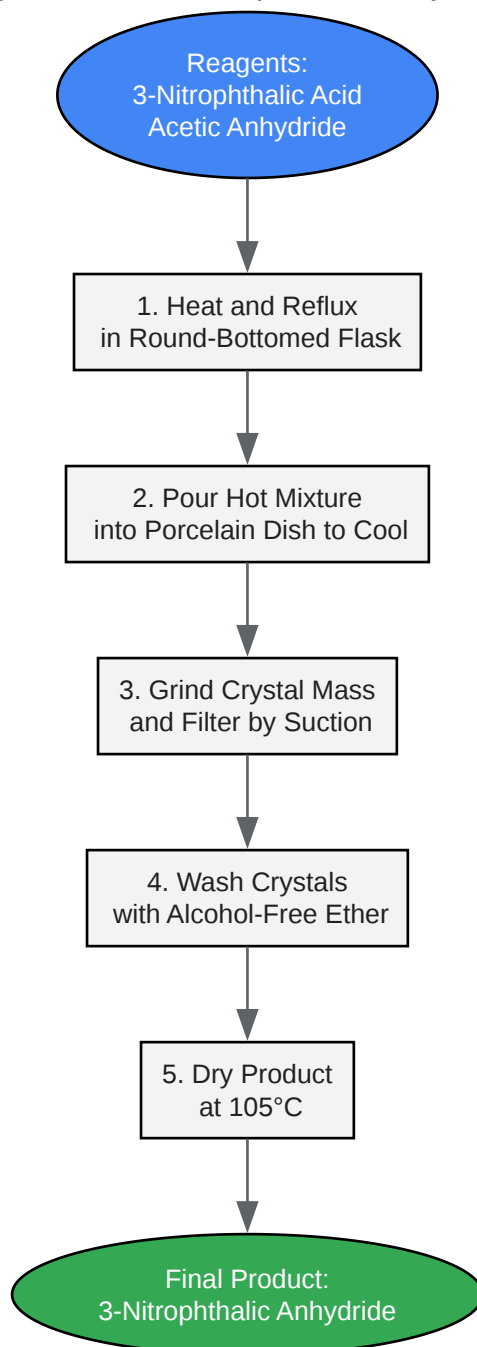 Reagents:
3-Nitrophthalic Acid
Acetic Anhydride
1. Heat and Reflux
in Round-Bottomed Flask
2. Pour Hot Mixture
into Porcelain Dish to Cool
3. Grind Crystal Mass
and Filter by Suction
4. Wash Crystals
with Alcohol-Free Ether
5. Dry Product
at 105°C
Final Product:
3-Nitrophthalic Anhydride